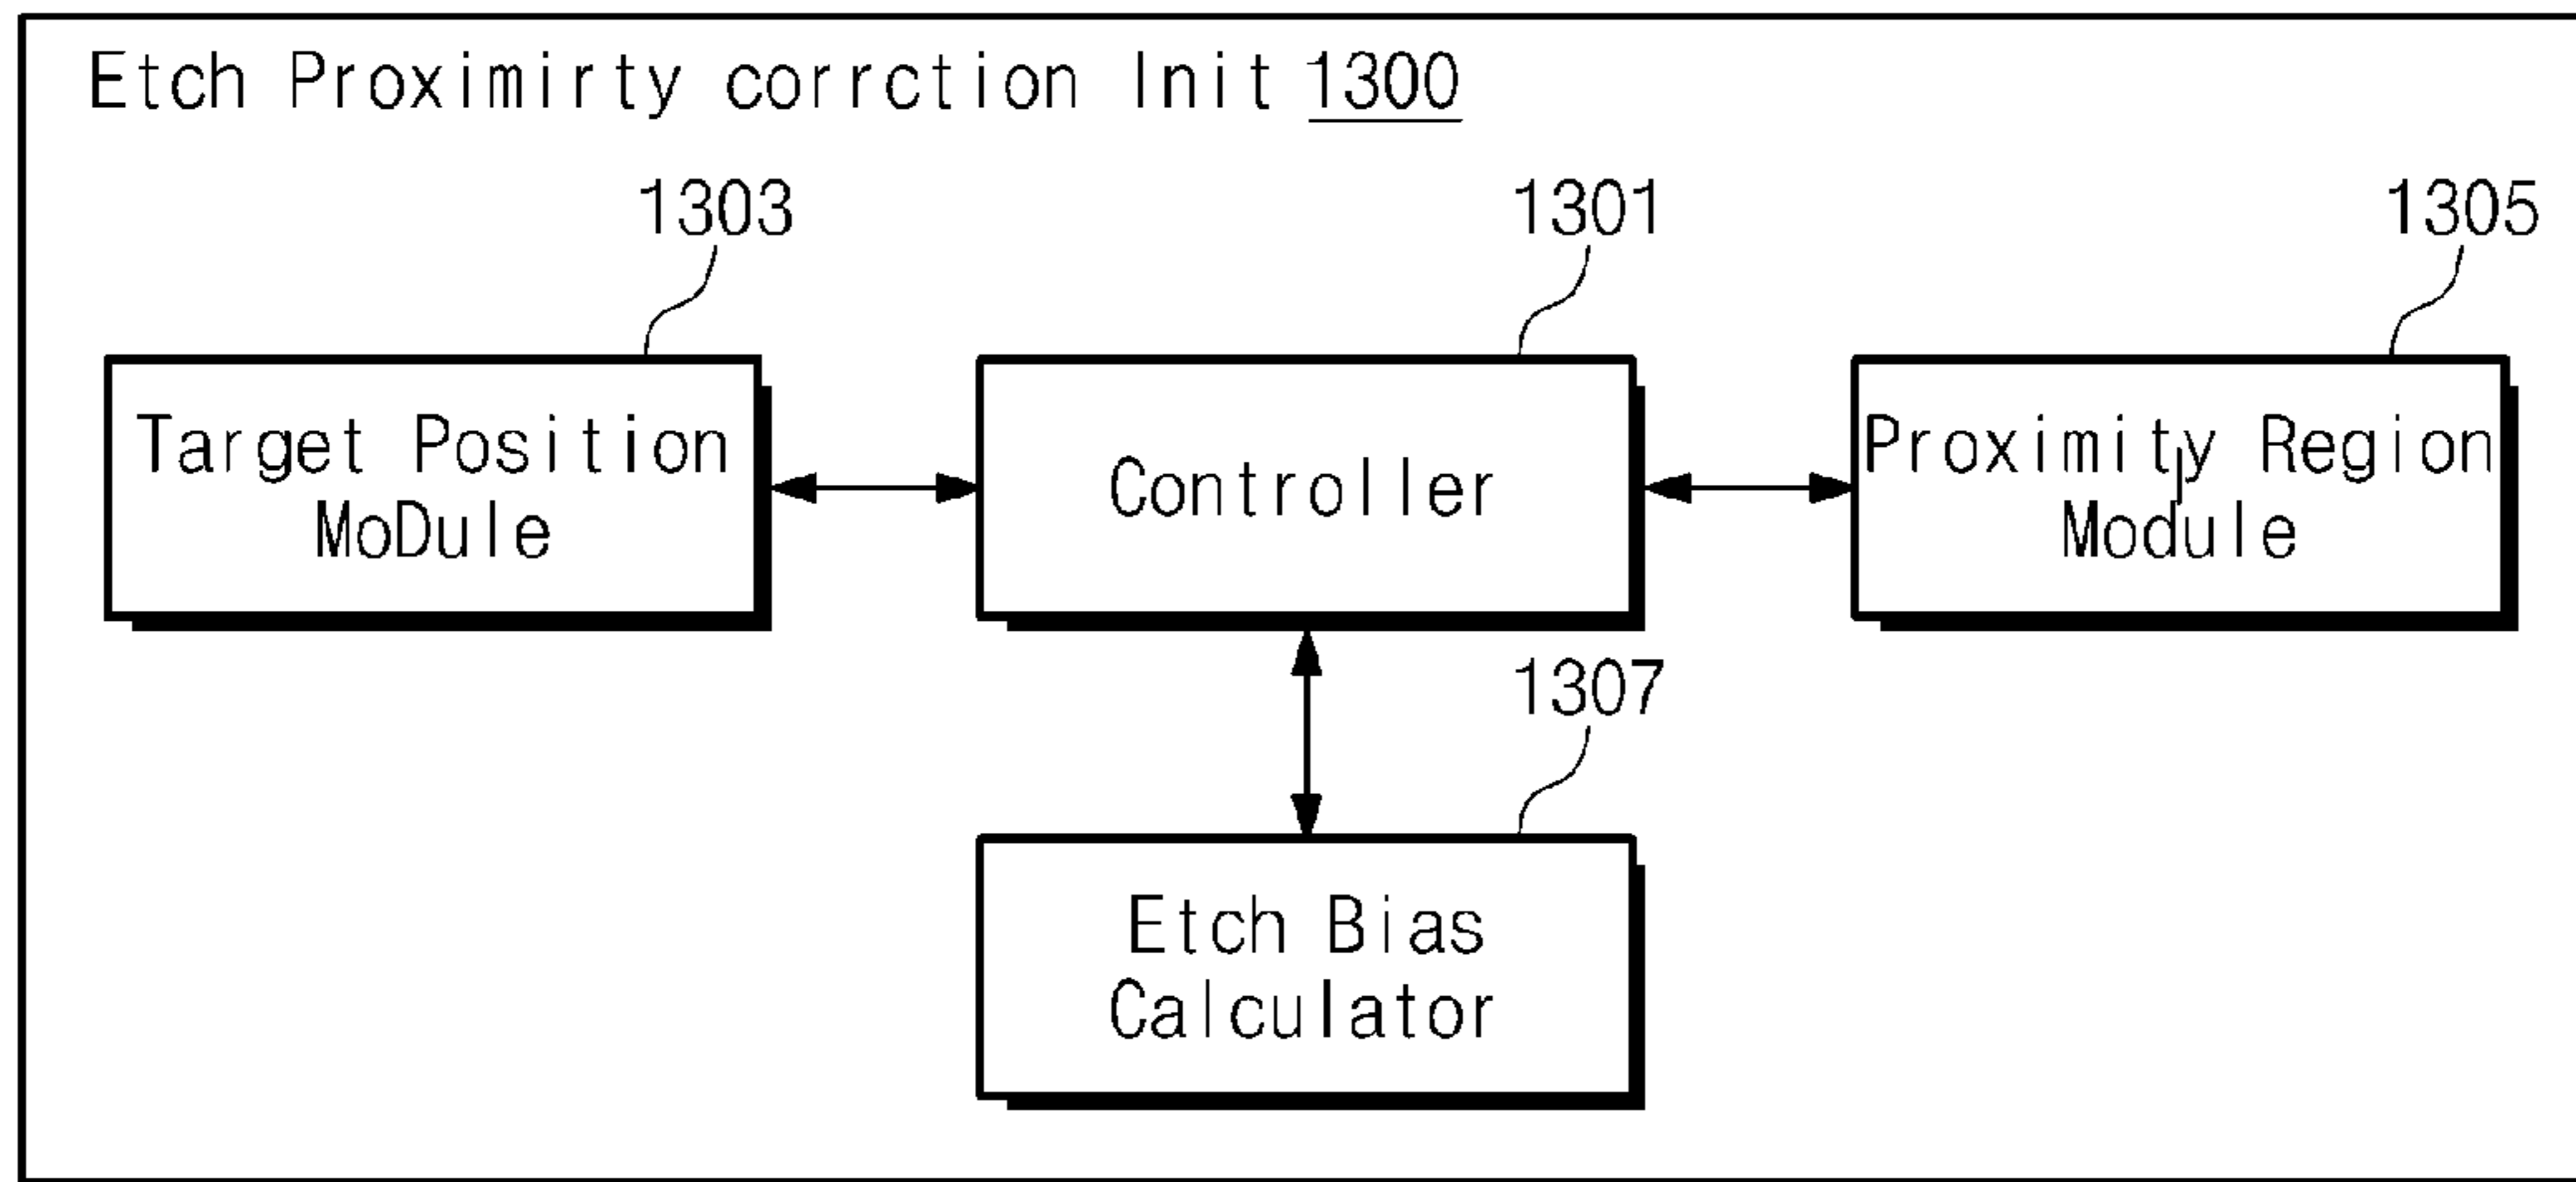 Etch Proximirty corrction Init 1300
1303
1301
1305
Target Position
MoDule
Controller
Proximity Region
Module
1307
Etch Bias
Calculator